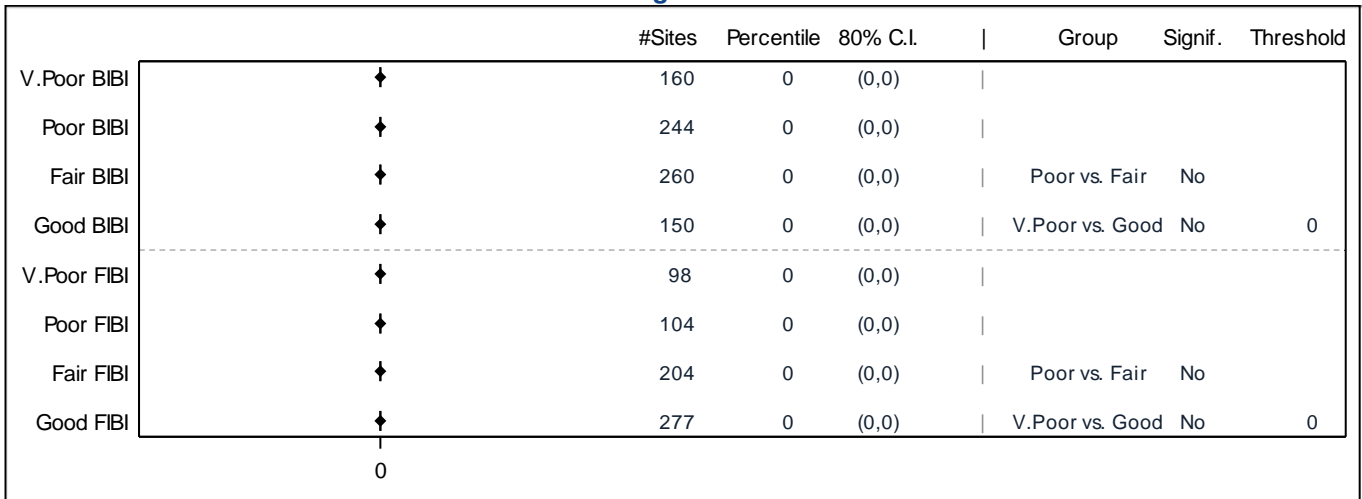 #Sites Percentile 80% C.I. | Group Signif. Threshold
V.Poor BIBI 160 0 (0,0) |
Poor BIBI 244 0 (0,0) |
Fair BIBI 260 0 (0,0) | Poor vs. Fair No
Good BIBI 150 0 (0,0) | V.Poor vs. Good No 0
V.Poor FIBI 98 0 (0,0) |
Poor FIBI 104 0 (0,0) |
Fair FIBI 204 0 (0,0) | Poor vs. Fair No
Good FIBI 277 0 (0,0) | V.Poor vs. Good No 0
0